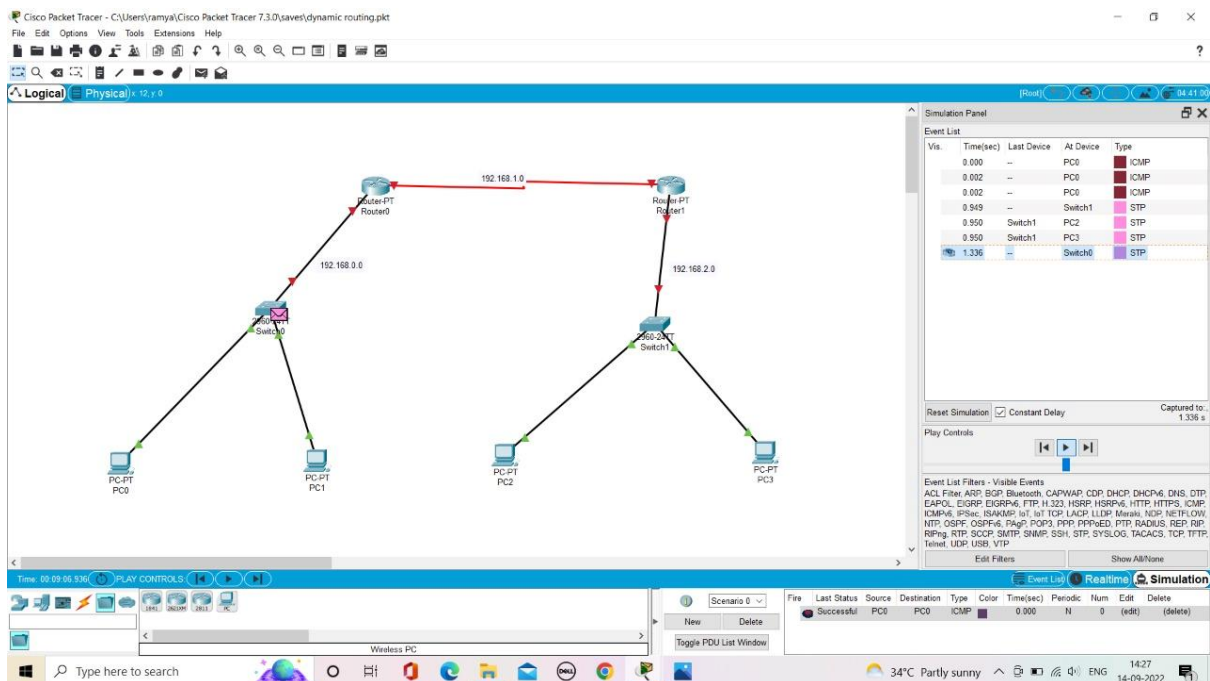 Cisco Packet Tracer - C:\Users\ramya\Cisco Packet Tracer 7.3.0\saves\dynamic routing.pkt
File Edit Options View Tools Extensions Help
?
Logical Physical x: 12, y: 0 [Root] 04:41:00
192.168.1.0
Router-PT
Router0
Router-PT
Router1
192.168.0.0
192.168.2.0
2960-24TT
Switch0
2960-24TT
Switch1
PC-PT
PC0
PC-PT
PC1
PC-PT
PC2
PC-PT
PC3
Simulation Panel
Event List
Vis. Time(sec) Last Device At Device Type
0.000 -- PC0 ICMP
0.002 -- PC0 ICMP
0.002 -- PC0 ICMP
0.949 -- Switch1 STP
0.950 Switch1 PC2 STP
0.950 Switch1 PC3 STP
1.336 -- Switch0 STP
Reset Simulation Constant Delay Captured to:
1.336 s
Play Controls
Event List Filters - Visible Events
ACL Filter, ARP, BGP, Bluetooth, CAPWAP, CDP, DHCP, DHCPv6, DNS, DTP,
EAPOL, EIGRP, EIGRPv6, FTP, H.323, HSRP, HSRPv6, HTTP, HTTPS, ICMP,
ICMPv6, IPSec, ISAKMP, IoT, IoT TCP, LACP, LLDP, Meraki, NDP, NETFLOW,
NTP, OSPF, OSPFv6, PAgP, POP3, PPP, PPPoED, PTP, RADIUS, REP, RIP,
RIPng, RTP, SCCP, SMTP, SNMP, SSH, STP, SYSLOG, TACACS, TCP, TFTP,
Telnet, UDP, USB, VTP
Edit Filters Show All/None
Time: 00:09:06.936 PLAY CONTROLS: Event List Realtime Simulation
1841 2621XM 2811 PC
Wireless PC
Scenario 0
New Delete
Toggle PDU List Window
Fire Last Status Source Destination Type Color Time(sec) Periodic Num Edit Delete
Successful PC0 PC0 ICMP 0.000 N 0 (edit) (delete)
Type here to search
DELL
34°C Partly sunny ENG 14:27
14-09-2022